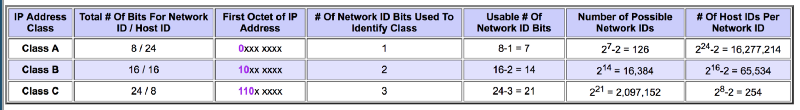 IP Address Class | Total # Of Bits For Network ID / Host ID | First Octet of IP Address | # Of Network ID Bits Used To Identify Class | Usable # Of Network ID Bits | Number of Possible Network IDs | # Of Host IDs Per Network ID
Class A | 8 / 24 | 0xxx xxxx | 1 | 8-1 = 7 | 2^7-2 = 126 | 2^24-2 = 16,277,214
Class B | 16 / 16 | 10xx xxxx | 2 | 16-2 = 14 | 2^14 = 16,384 | 2^16-2 = 65,534
Class C | 24 / 8 | 110x xxxx | 3 | 24-3 = 21 | 2^21 = 2,097,152 | 2^8-2 = 254